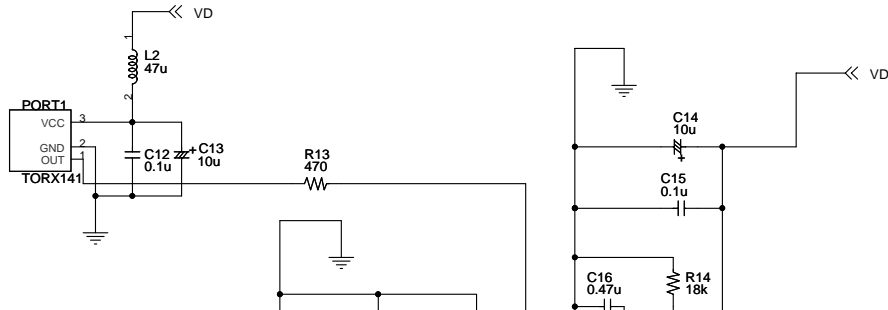 VD
1
L2
47u
2
PORT1
VCC
3
GND
2
OUT
1
TORX141
C12
0.1u
+
C13
10u
R13
470
VD
C14
10u
+
C15
0.1u
C16
0.47u
R14
18k